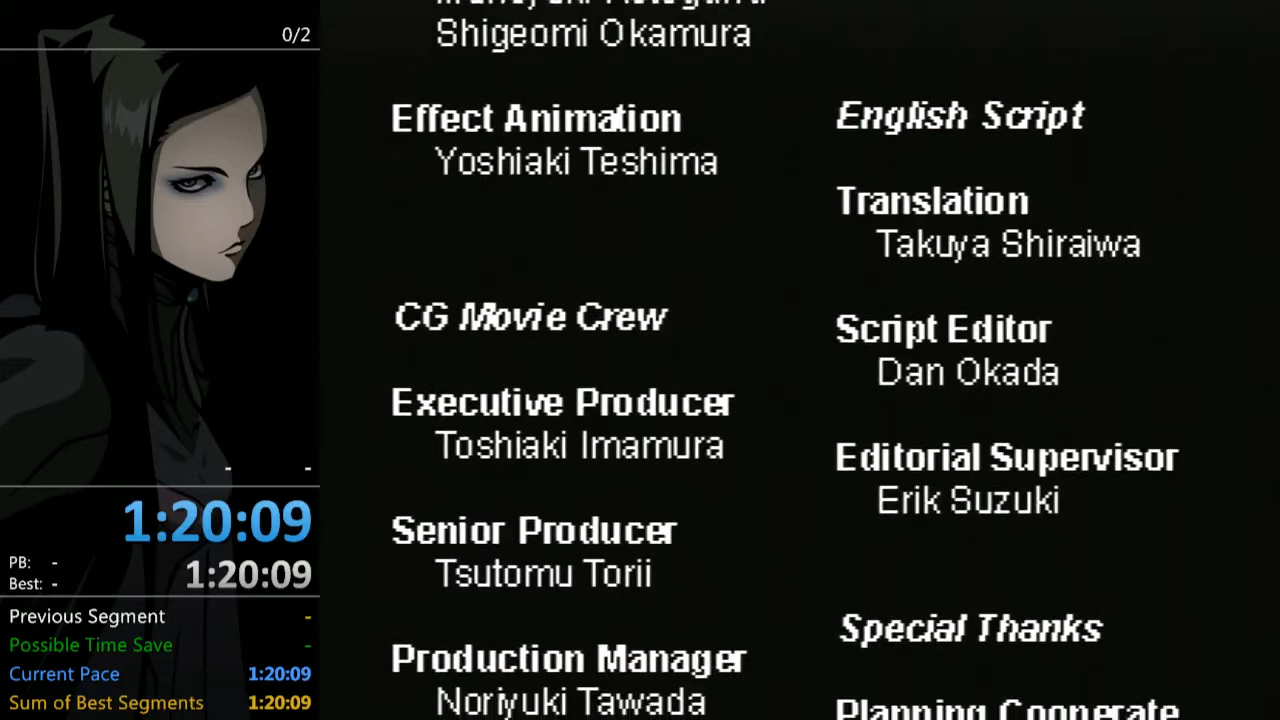 0/2
-
-
1:20:09
PB: -
1:20:09
Best: -
Previous Segment -
Possible Time Save -
Current Pace 1:20:09
Sum of Best Segments 1:20:09
Shigeomi Okamura
Effect Animation
Yoshiaki Teshima
CG Movie Crew
Executive Producer
Toshiaki Imamura
Senior Producer
Tsutomu Torii
Production Manager
Noriyuki Tawada
English Script
Translation
Takuya Shiraiwa
Script Editor
Dan Okada
Editorial Supervisor
Erik Suzuki
Special Thanks
Planning Cooperate